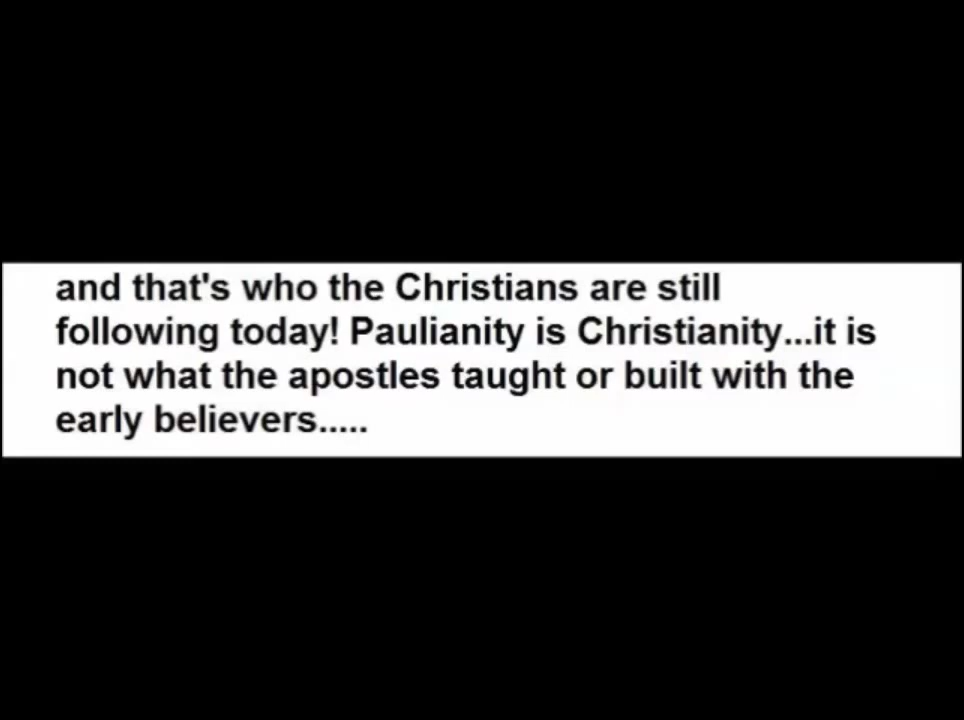 and that's who the Christians are still
following today! Paulianity is Christianity...it is
not what the apostles taught or built with the
early believers.....